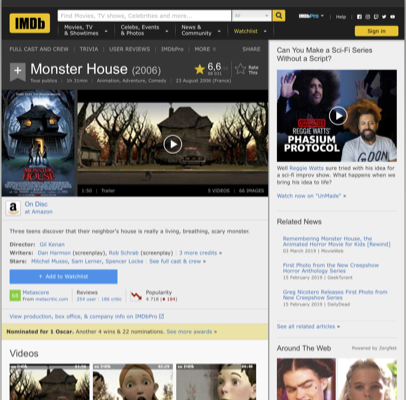 IMDb
Find Movies, TV shows, Celebrities and more...
All
IMDbPro
Help
Movies, TV & Showtimes
Celebs, Events & Photos
News & Community
Watchlist
Sign in
FULL CAST AND CREW | TRIVIA | USER REVIEWS | IMDbPro | MORE
SHARE
Monster House (2006)
6,6
Rate This
Tous publics | 1h 31min | Animation, Adventure, Comedy | 23 August 2006 (France)
MONSTER HOUSE
1:50 | Trailer
5 VIDEOS | 66 IMAGES
a
On Disc
at Amazon
Three teens discover that their neighbor's house is really a living, breathing, scary monster.
Director: Gil Kenan
Writers: Dan Harmon (screenplay), Rob Schrab (screenplay) | 3 more credits »
Stars: Mitchel Musso, Sam Lerner, Spencer Locke | See full cast & crew »
+ Add to Watchlist
Metascore
From metacritic.com
Reviews
254 user | 186 critic
Popularity
4 718
View production, box office, & company info on IMDbPro
Nominated for 1 Oscar. Another 4 wins & 22 nominations. See more awards »
Videos
Can You Make a Sci-Fi Series
Without a Script?
REGGIE WATTS'
PHASIUM
PROTOCOL
Well Reggie Watts sure tried with his idea for
a sci-fi improv show. What happens when we
bring his idea to life?
Watch now on "UnMade" »
Related News
Remembering Monster House, the
Animated Horror Movie for Kids [Rewind]
03 March 2019 | MovieWeb
First Photo from the New Creepshow
Horror Anthology Series
15 February 2019 | GeekTyrant
Greg Nicotero Releases First Photo from
New Creepshow Series
15 February 2019 | DailyDead
See all related articles »
Around The Web
Powered by ZergNet